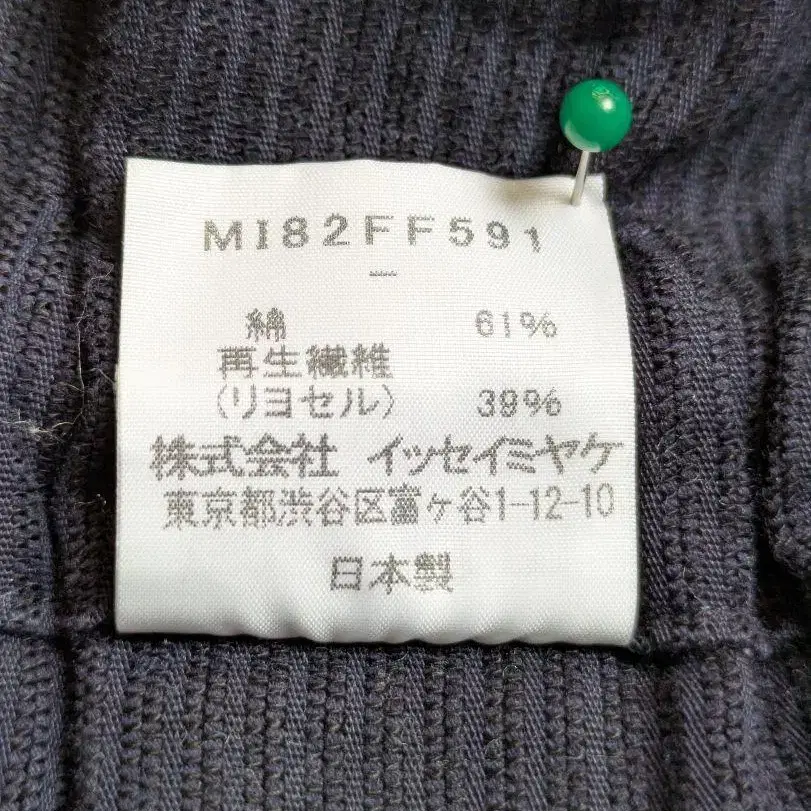 MI82FF591
—
綿 61%
再生繊維
(リヨセル) 39%
株式会社 イッセイミヤケ
東京都渋谷区富ヶ谷1-12-10
日本製